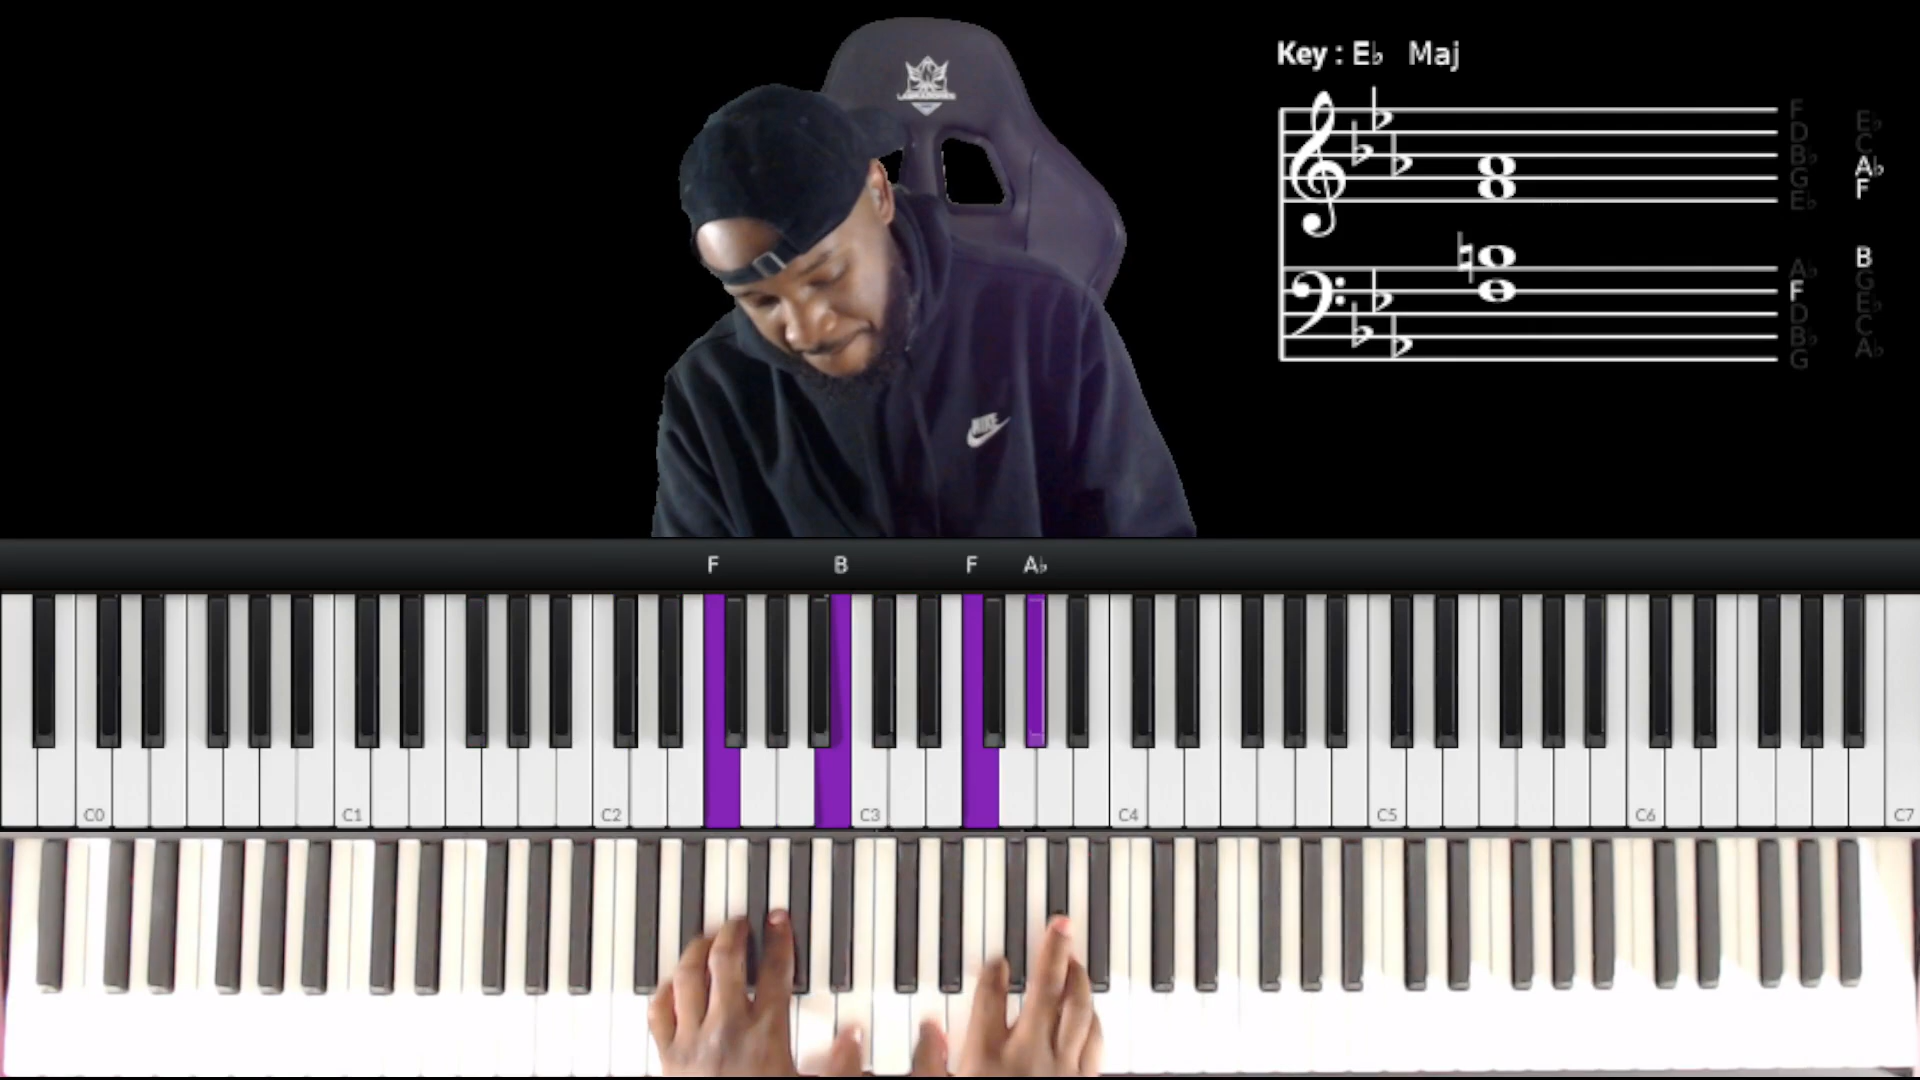 Key : E♭ Maj
F
E♭
D
C
B♭
A♭
G
F
E♭
B
A♭
G
F
E♭
D
C
B♭
A♭
G
NIKE
F B F A♭
C0 C1 C2 C3 C4 C5 C6 C7